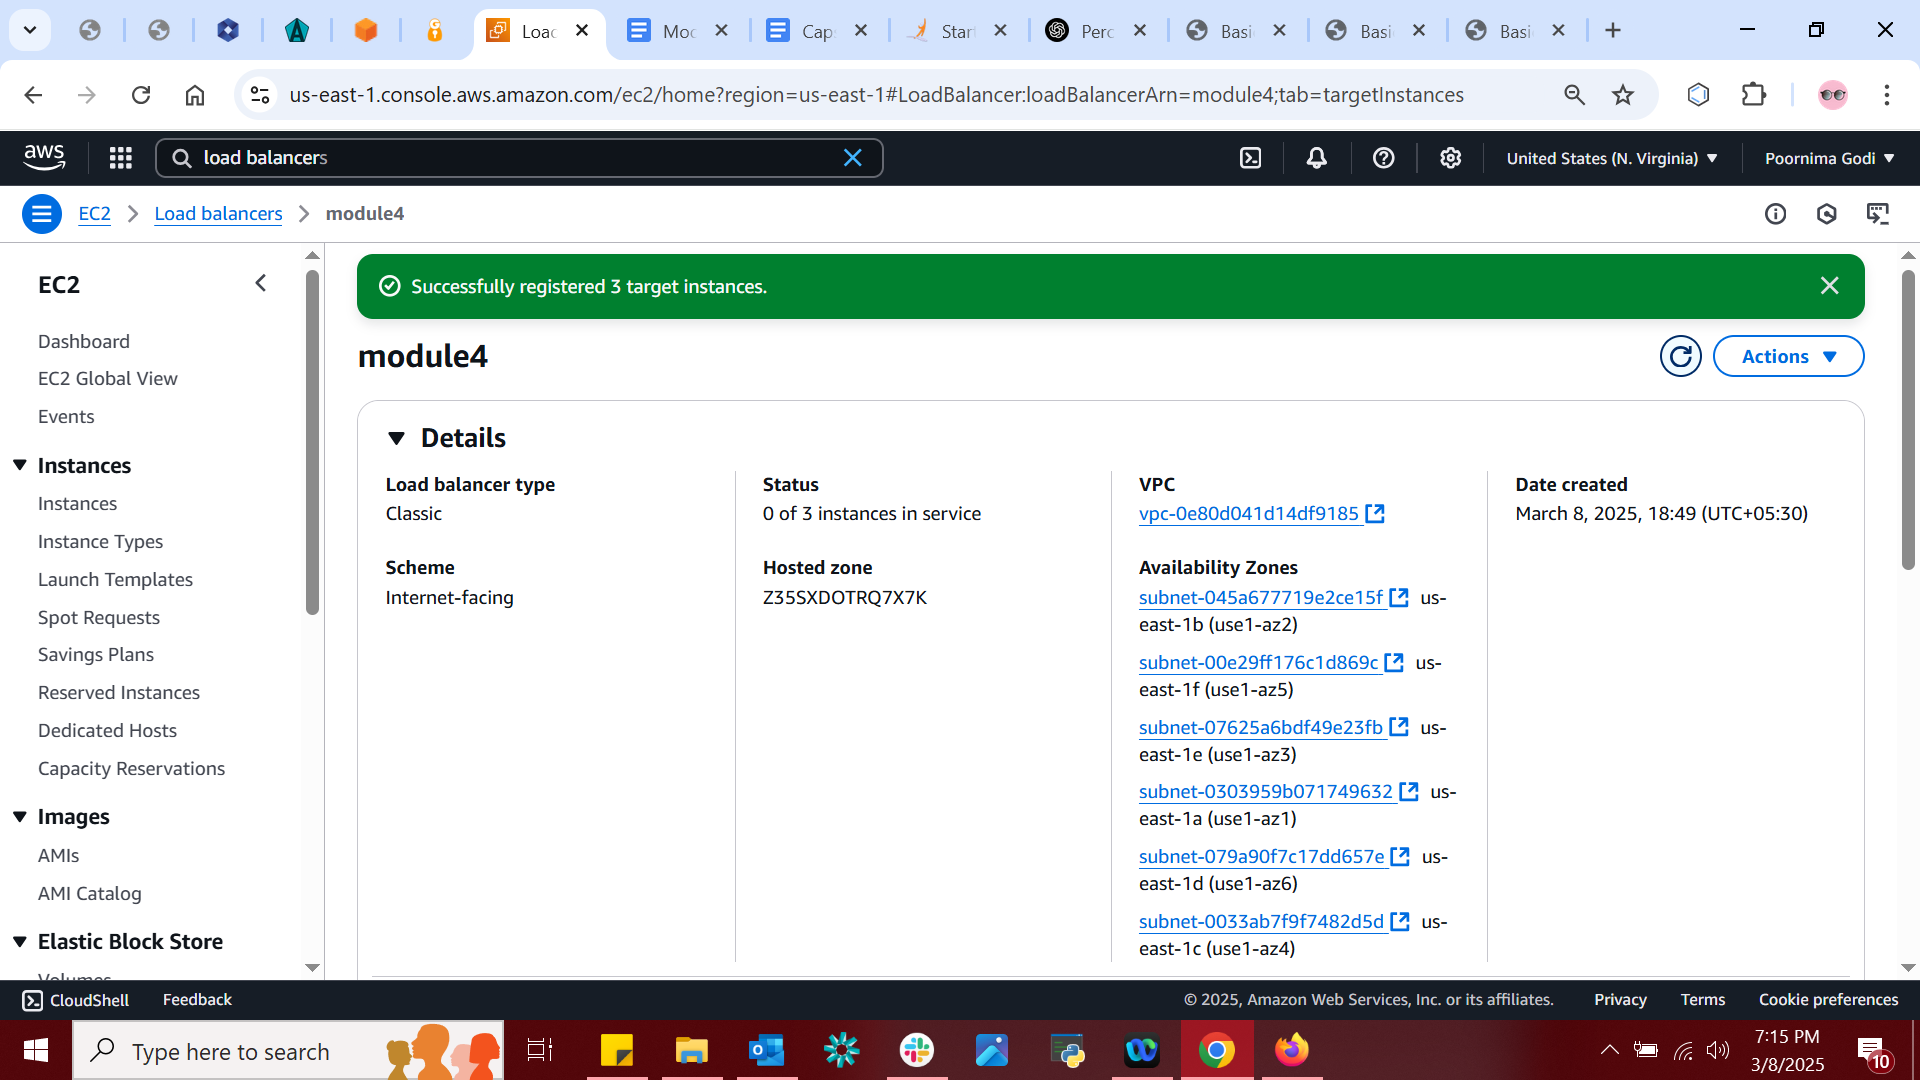 Load
Mod
Cap
Start
Perc
Basi
Basi
Basi
us-east-1.console.aws.amazon.com/ec2/home?region=us-east-1#LoadBalancer:loadBalancerArn=module4;tab=targetInstances
aws
load balancers
United States (N. Virginia)
Poornima Godi
EC2
Load balancers
module4
EC2
Dashboard
EC2 Global View
Events
Instances
Instances
Instance Types
Launch Templates
Spot Requests
Savings Plans
Reserved Instances
Dedicated Hosts
Capacity Reservations
Images
AMIs
AMI Catalog
Elastic Block Store
Volumes
Successfully registered 3 target instances.
module4
Actions
Details
Load balancer type
Classic
Scheme
Internet-facing
Status
0 of 3 instances in service
Hosted zone
Z35SXDOTRQ7X7K
VPC
vpc-0e80d041d14df9185
Availability Zones
subnet-045a677719e2ce15f us-
east-1b (use1-az2)
subnet-00e29ff176c1d869c us-
east-1f (use1-az5)
subnet-07625a6bdf49e23fb us-
east-1e (use1-az3)
subnet-0303959b071749632 us-
east-1a (use1-az1)
subnet-079a90f7c17dd657e us-
east-1d (use1-az6)
subnet-0033ab7f9f7482d5d us-
east-1c (use1-az4)
Date created
March 8, 2025, 18:49 (UTC+05:30)
CloudShell
Feedback
© 2025, Amazon Web Services, Inc. or its affiliates.
Privacy
Terms
Cookie preferences
Type here to search
7:15 PM
3/8/2025
10